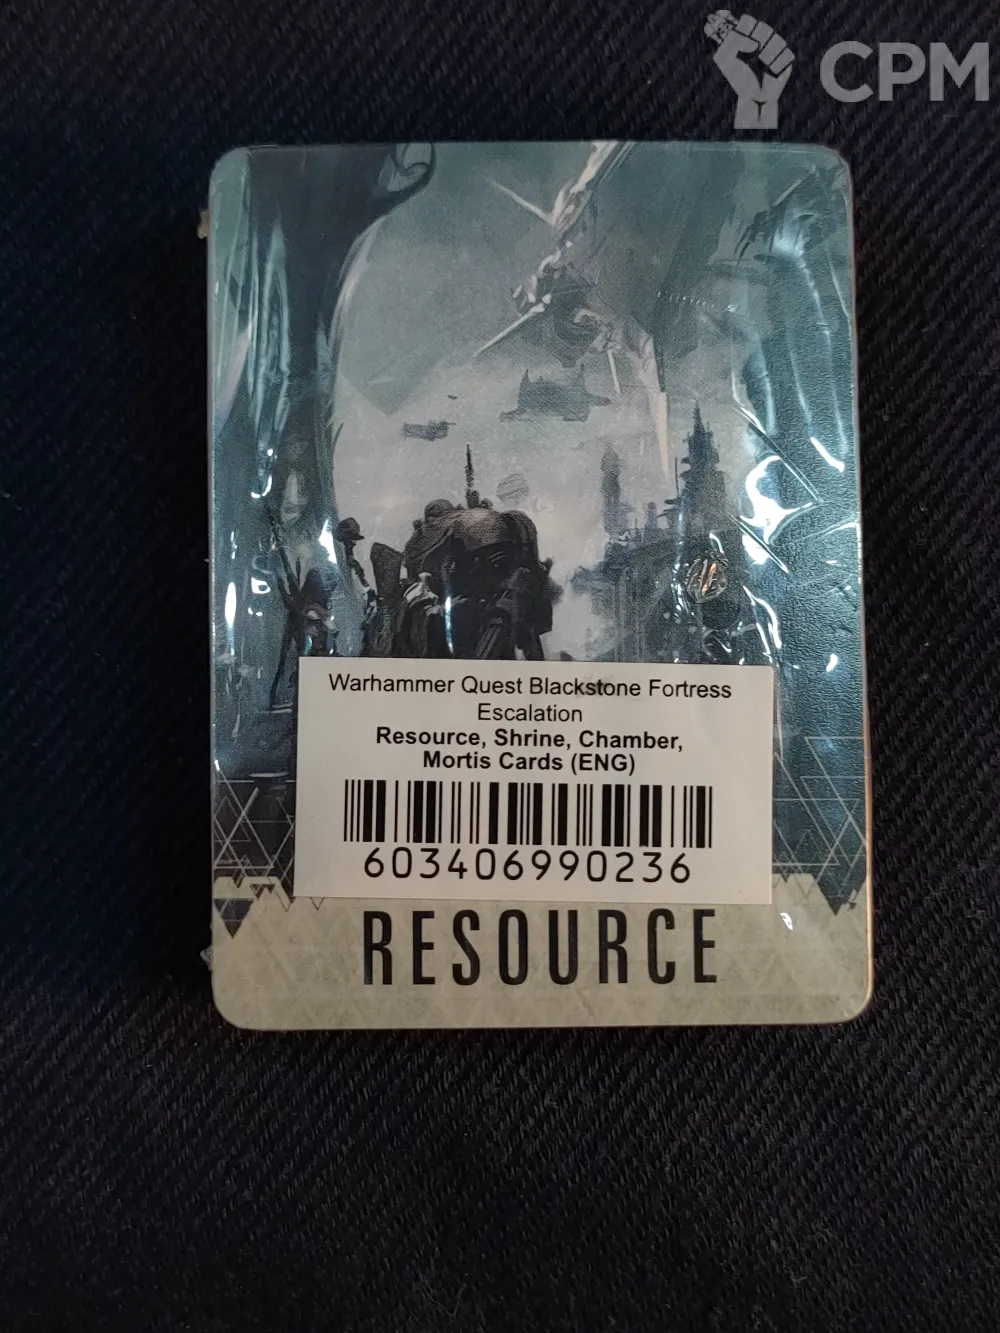 CPM
Warhammer Quest Blackstone Fortress
Escalation
Resource, Shrine, Chamber,
Mortis Cards (ENG)
603406990236
RESOURCE